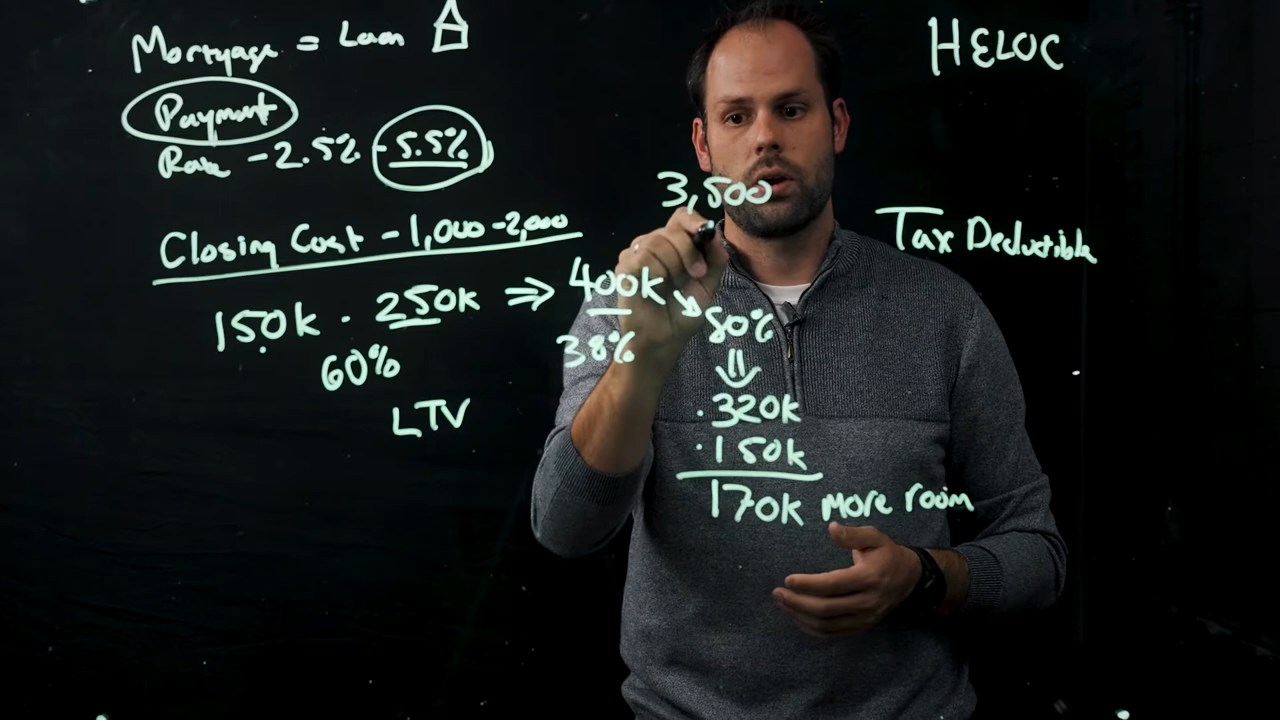 Mortgage = Loan
Payment
Rate - 2.5% - 5.5%
Closing Cost - 1,000 - 2,000
150k · 250k ⇒ 400k
60%
38%
LTV
3,500
80%
320k
150k
170k more room
HELOC
Tax Deductible